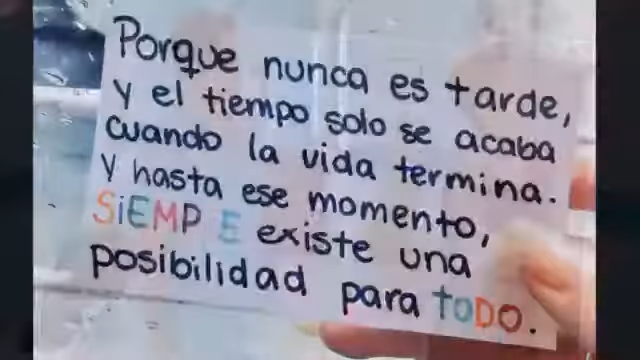 Porque nunca es tarde,
y el tiempo solo se acaba
cuando la vida termina.
Y hasta ese momento,
SiEMP E existe una
posibilidad para toDO.